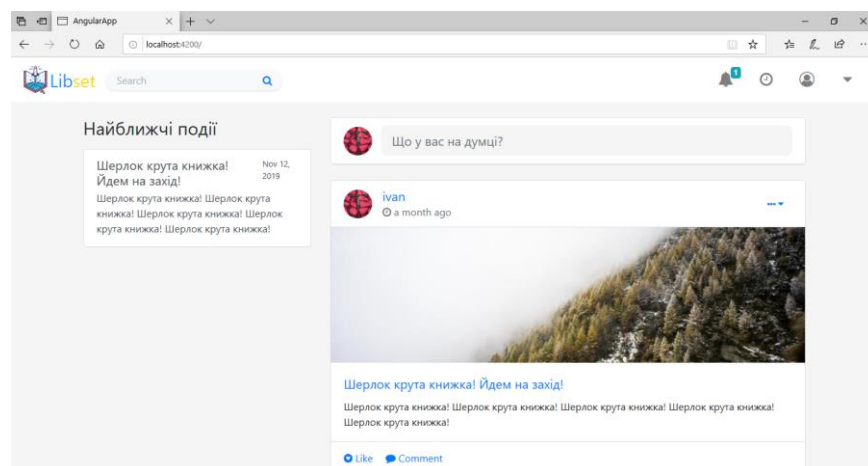 AngularApp
localhost:4200/
Libset
Search
1
Найближчі події
Шерлок крута книжка!
Йдем на захід!
Nov 12,
2019
Шерлок крута книжка! Шерлок крута
книжка! Шерлок крута книжка! Шерлок
крута книжка! Шерлок крута книжка!
Що у вас на думці?
ivan
a month ago
Шерлок крута книжка! Йдем на захід!
Шерлок крута книжка! Шерлок крута книжка! Шерлок крута книжка! Шерлок крута книжка!
Шерлок крута книжка!
Like Comment